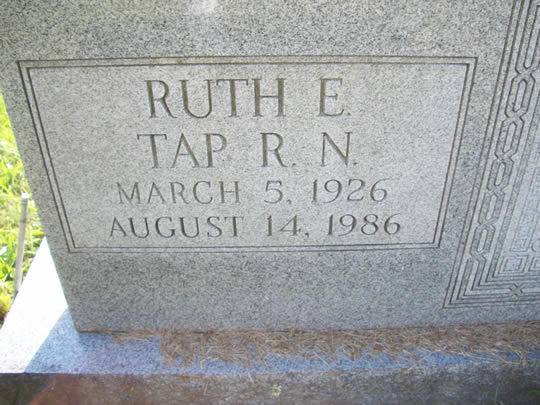 RUTH E.
TAP R. N.
MARCH 5, 1926
AUGUST 14, 1986